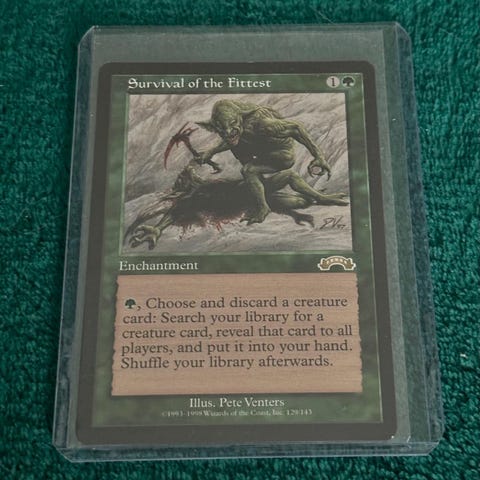 Survival of the Fittest 1
Enchantment
, Choose and discard a creature
card: Search your library for a
creature card, reveal that card to all
players, and put it into your hand.
Shuffle your library afterwards.
Illus. Pete Venters
©1993-1998 Wizards of the Coast, Inc. 129/143